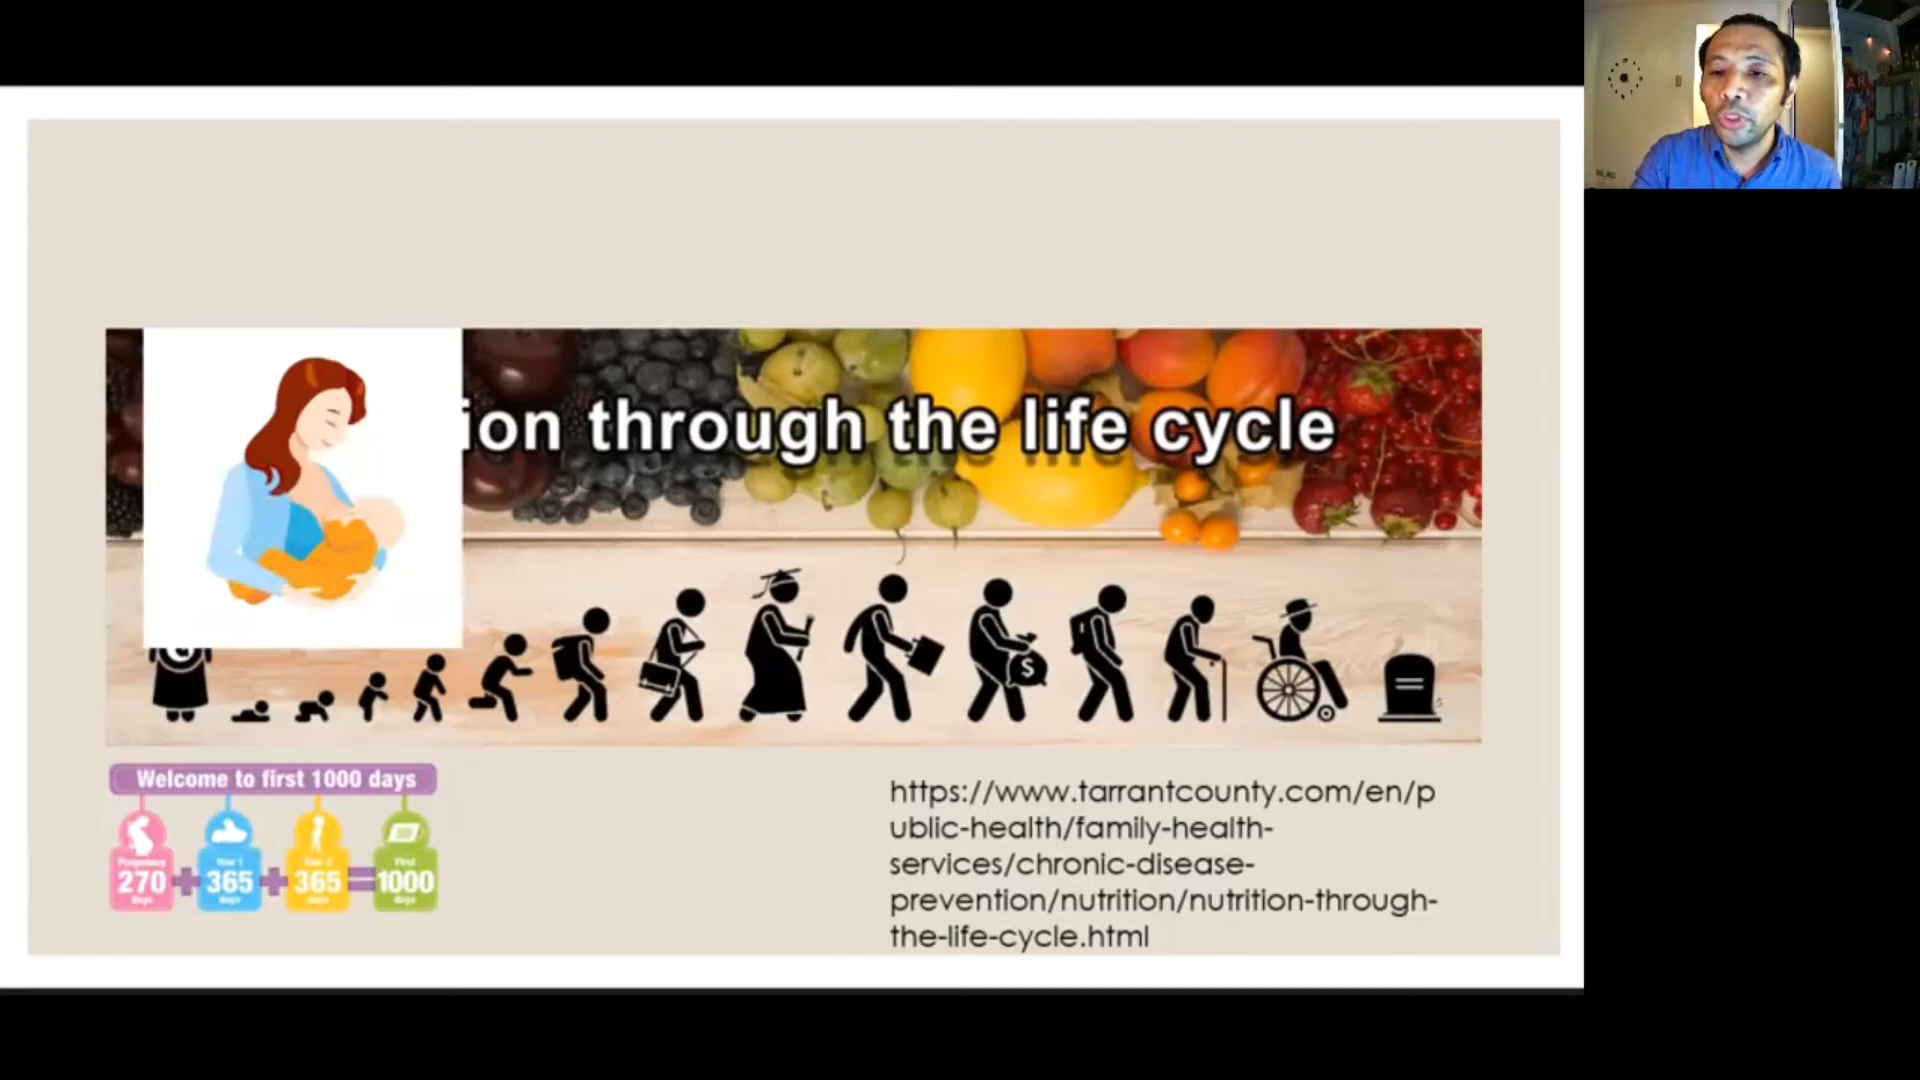 ion through the life cycle
$
Welcome to first 1000 days
Pregnancy Year 1 Year 2 First
270 365 365 1000
days days days days
https://www.tarrantcounty.com/en/p
ublic-health/family-health-
services/chronic-disease-
prevention/nutrition/nutrition-through-
the-life-cycle.html